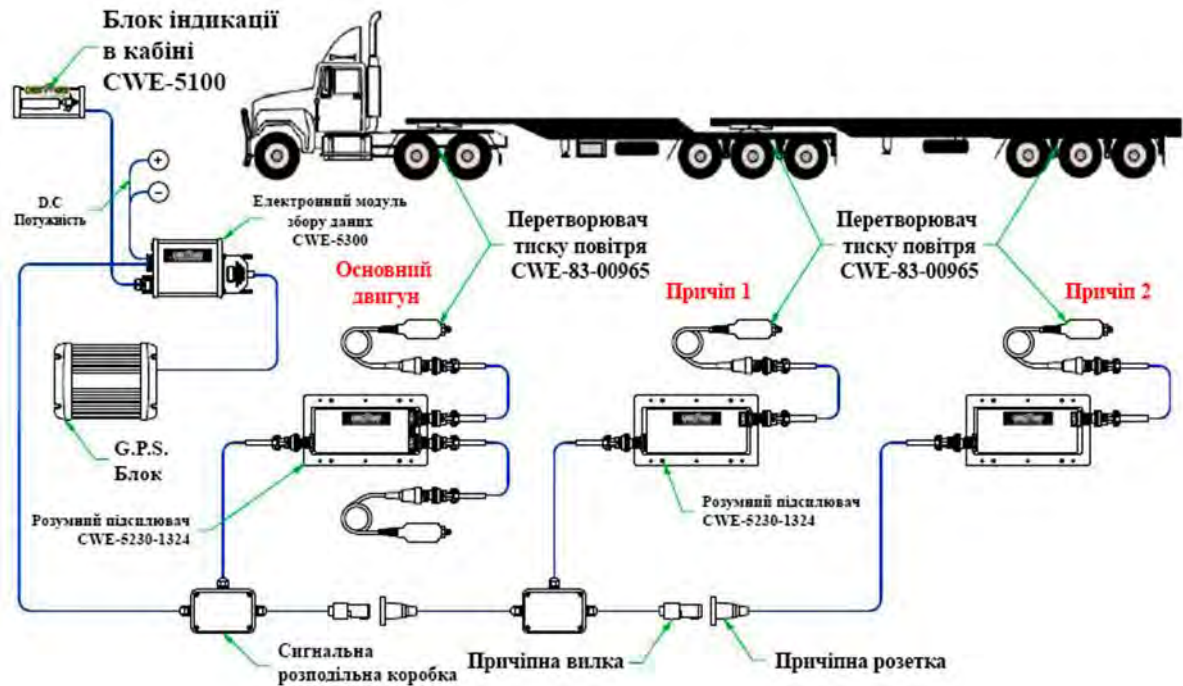 Блок індикації
в кабіні
CWE-5100
D.C
Потужність
Електронний модуль
збору даних
CWE-5300
Перетворювач
тиску повітря
CWE-83-00965
Перетворювач
тиску повітря
CWE-83-00965
Основний
двигун
Причіп 1
Причіп 2
G.P.S.
Блок
Розумний підсилювач
CWE-5230-1324
Розумний підсилювач
CWE-5230-1324
Сигнальна
розподільна коробка
Причіпна вилка
Причіпна розетка